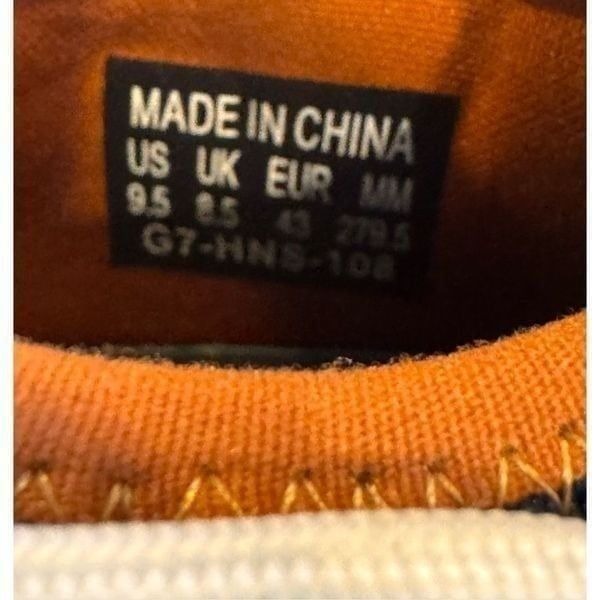 MADE IN CHINA
US UK EUR MM
9.5 8.5 43 279.5
G7-HNS-108